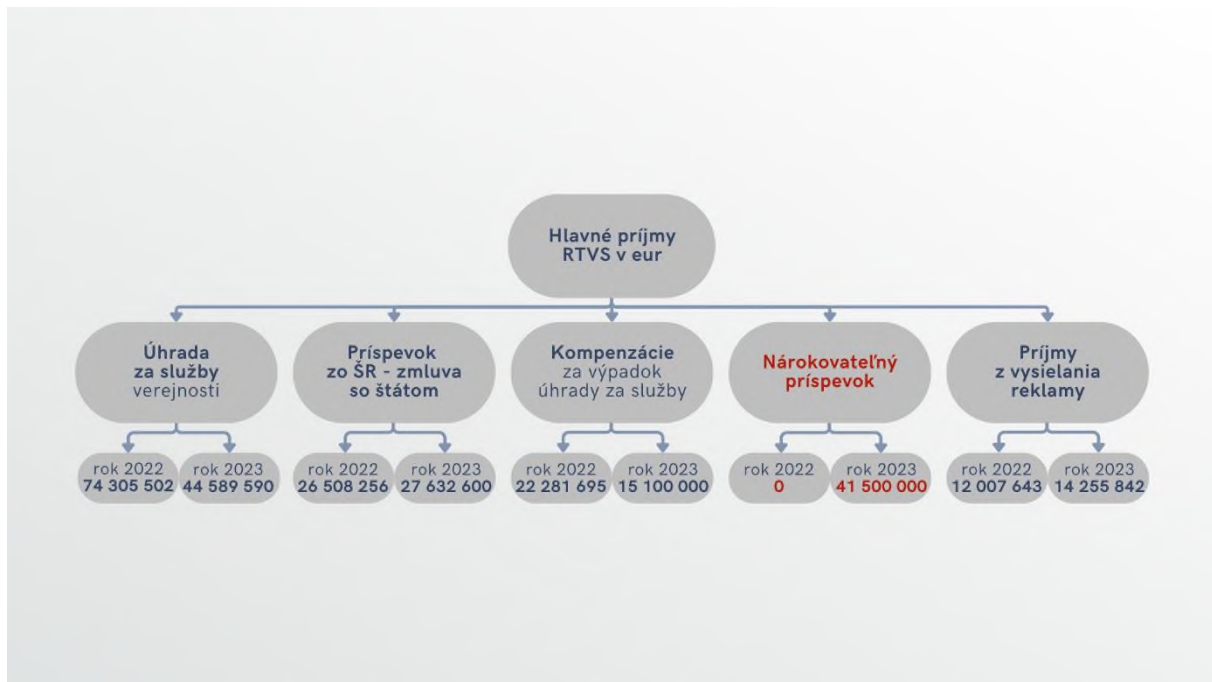 Hlavné príjmy
RTVS v eur
Úhrada
za služby
verejnosti
Príspevok
zo ŠR - zmluva
so štátom
Kompenzácie
za výpadok
úhrady za služby
Nárokovateľný
príspevok
Príjmy
z vysielania
reklamy
rok 2022
74 305 502
rok 2023
44 589 590
rok 2022
26 508 256
rok 2023
27 632 600
rok 2022
22 281 695
rok 2023
15 100 000
rok 2022
0
rok 2023
41 500 000
rok 2022
12 007 643
rok 2023
14 255 842